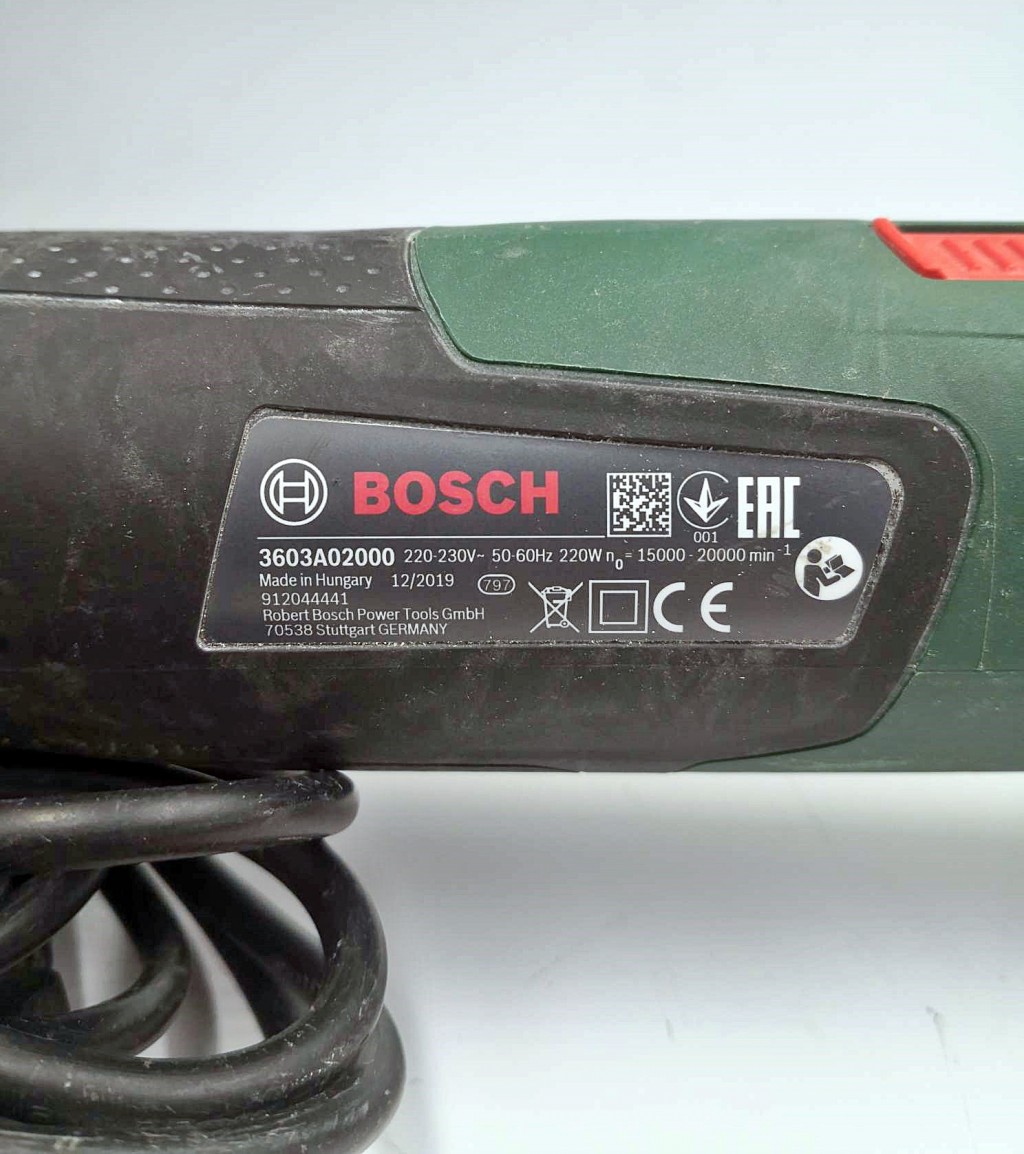 BOSCH
001
EAC
3603A02000 220-230V~ 50-60Hz 220W n₀ = 15000 - 20000 min⁻¹
Made in Hungary 12/2019 797
912044441
Robert Bosch Power Tools GmbH
70538 Stuttgart GERMANY
CE